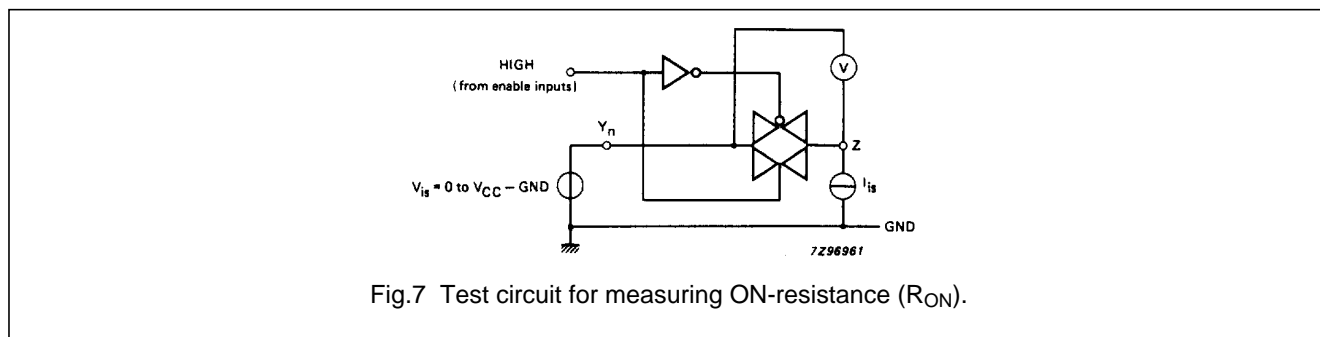 HIGH
(from enable inputs)
V
Yn
Z
Vis = 0 to VCC – GND
Iis
GND
7Z96961
Fig.7 Test circuit for measuring ON-resistance (RON).